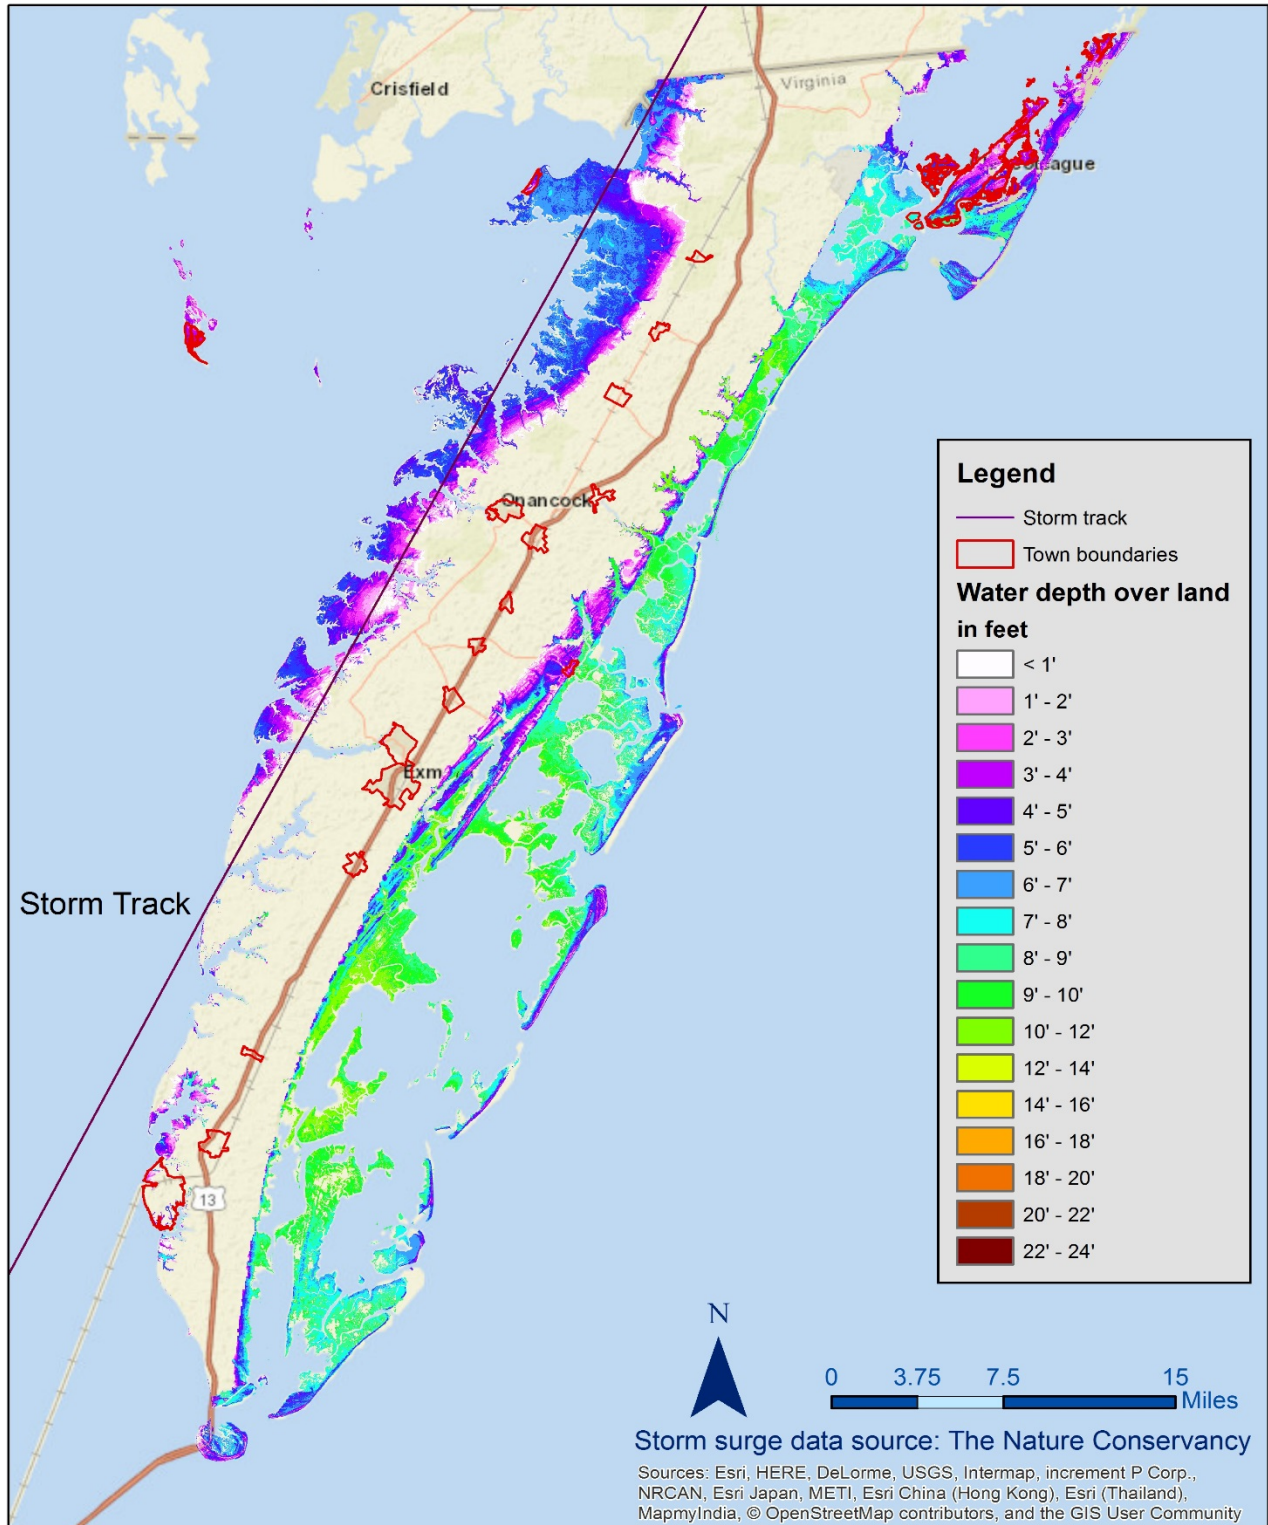 Crisfield
Virginia
Onancock
Exm
Storm Track
13
Legend
Storm track
Town boundaries
Water depth over land
in feet
< 1'
1' - 2'
2' - 3'
3' - 4'
4' - 5'
5' - 6'
6' - 7'
7' - 8'
8' - 9'
9' - 10'
10' - 12'
12' - 14'
14' - 16'
16' - 18'
18' - 20'
20' - 22'
22' - 24'
N
0 3.75 7.5 15
Miles
Storm surge data source: The Nature Conservancy
Sources: Esri, HERE, DeLorme, USGS, Intermap, increment P Corp.,
NRCAN, Esri Japan, METI, Esri China (Hong Kong), Esri (Thailand),
MapmyIndia, © OpenStreetMap contributors, and the GIS User Community